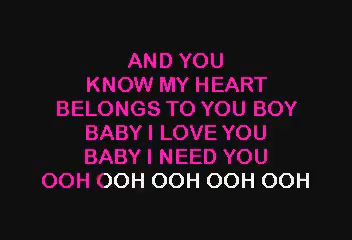 AND YOU
KNOW MY HEART
BELONGS TO YOU BOY
BABY I LOVE YOU
BABY I NEED YOU
OOH OOH OOH OOH OOH